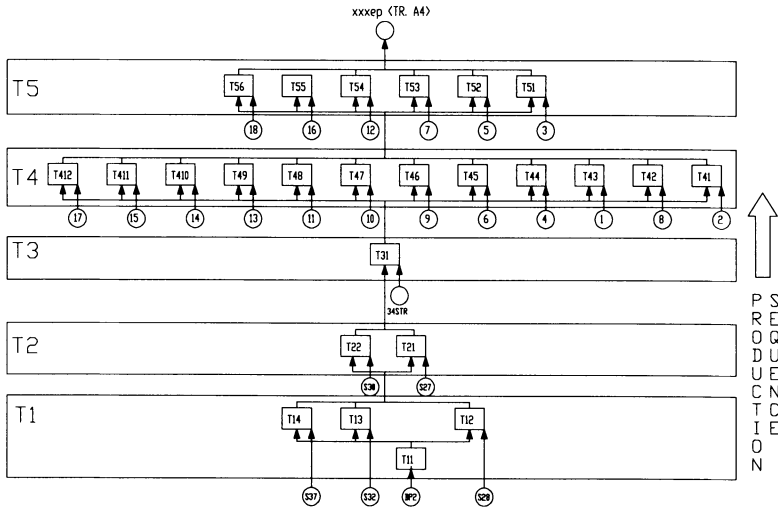 xxxep (TR. A4)
T5
T56 T55 T54 T53 T52 T51
18 16 12 7 5 3
T4
T412 T411 T410 T49 T48 T47 T46 T45 T44 T43 T42 T41
17 15 14 13 11 10 9 6 4 1 8 2
T3
T31
34STR
T2
T22 T21
S30 S27
T1
T14 T13 T12
T11
S37 S32 BP2 S28
PRODUCTION
SEQUENCE